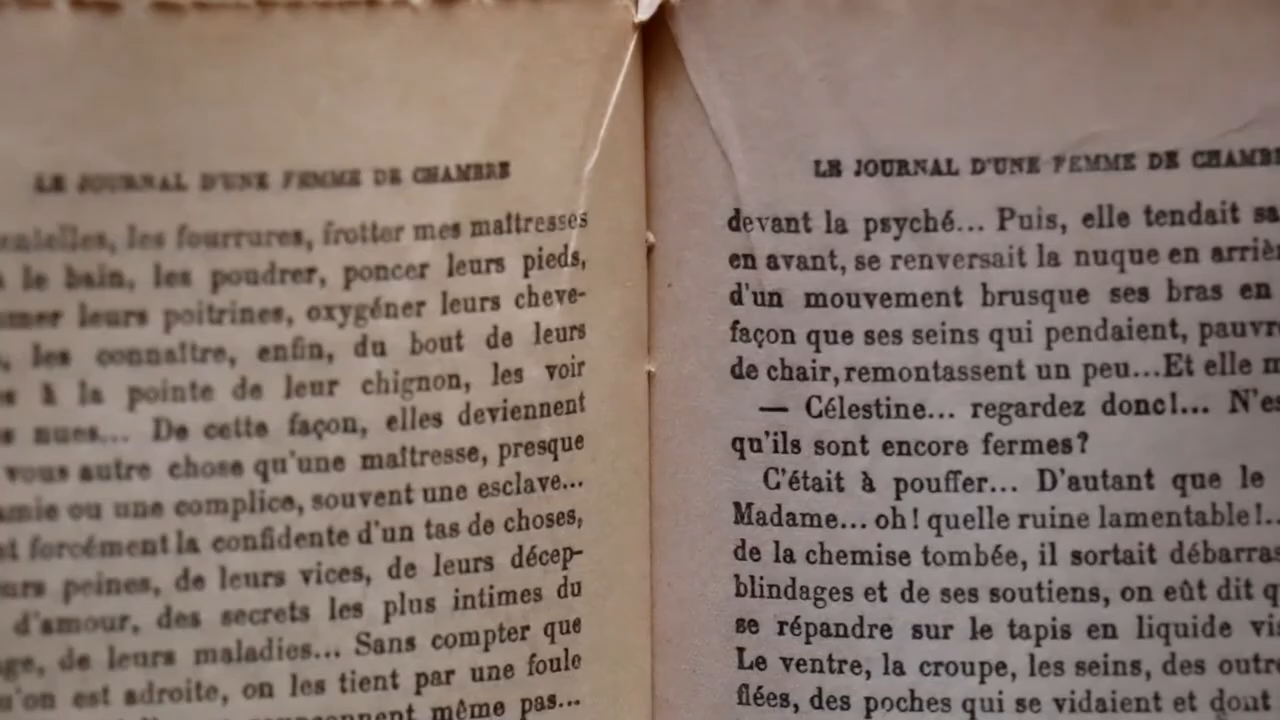 LE JOURNAL D'UNE FEMME DE CHAMBRE
les fourrures, frotter mes maîtresses
le bain, les poudrer, poncer leurs pieds,
leurs poitrines, oxygéner leurs cheve-
les connaître, enfin, du bout de leurs
à la pointe de leur chignon, les voir
nues... De cette façon, elles deviennent
vous autre chose qu'une maîtresse, presque
amie ou une complice, souvent une esclave...
forcément la confidente d'un tas de choses,
peines, de leurs vices, de leurs décep-
d'amour, des secrets les plus intimes du
de leurs maladies... Sans compter que
qu'on est adroite, on les tient par une foule
même pas...
LE JOURNAL D'UNE FEMME DE CHAMBRE
devant la psyché... Puis, elle tendait sa
en avant, se renversait la nuque en
d'un mouvement brusque ses bras en
façon que ses seins qui pendaient,
de chair, remontassent un peu... Et elle
— Célestine... regardez donc!...
qu'ils sont encore fermes?
C'était à pouffer... D'autant que le
Madame... oh! quelle ruine lamentable!..
de la chemise tombée, il sortait
blindages et de ses soutiens, on eût dit
se répandre sur le tapis en liquide
Le ventre, la croupe, les seins, des
flées, des poches qui se vidaient et dont